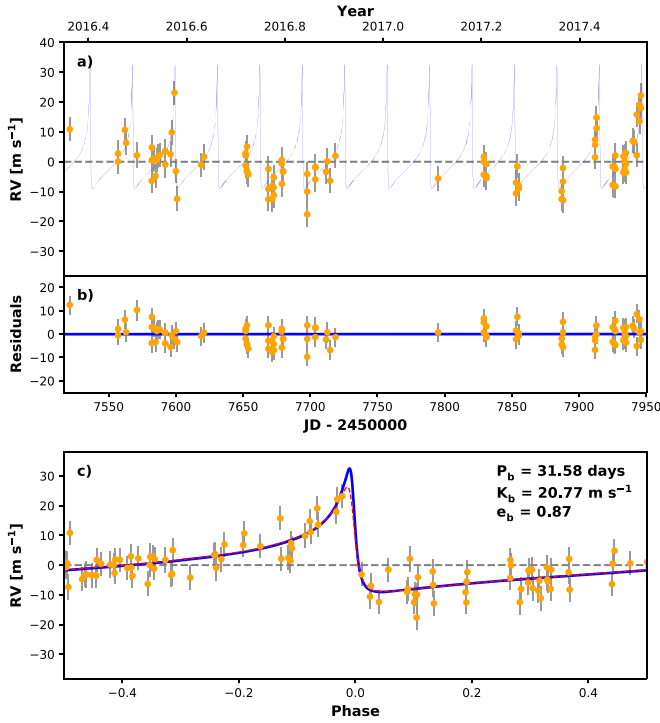 Year
2016.4 2016.6 2016.8 2017.0 2017.2 2017.4
a)
RV [m s⁻¹]
40
30
20
10
0
−10
−20
−30
b)
Residuals
20
10
0
−10
−20
7550 7600 7650 7700 7750 7800 7850 7900 7950
JD - 2450000
c)
P_b = 31.58 days
K_b = 20.77 m s⁻¹
e_b = 0.87
RV [m s⁻¹]
30
20
10
0
−10
−20
−30
−0.4 −0.2 0.0 0.2 0.4
Phase